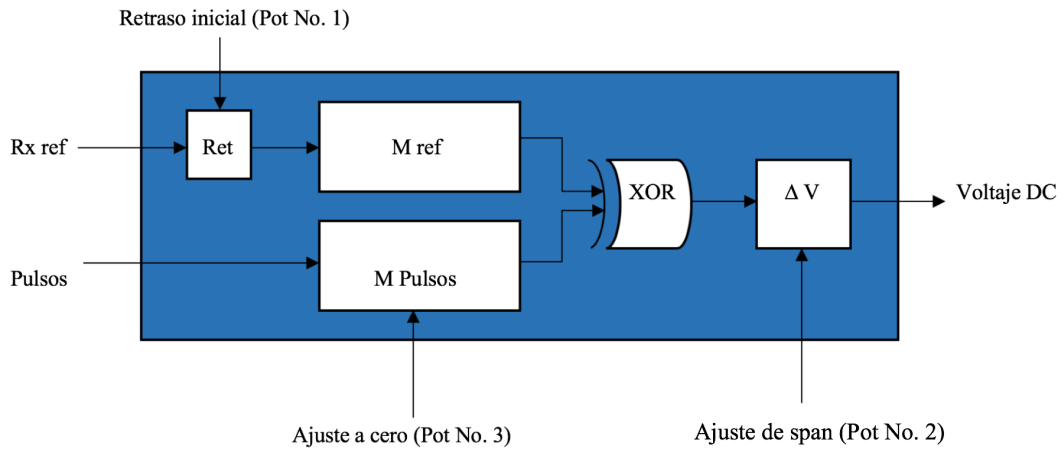 Retraso inicial (Pot No. 1)
Rx ref
Ret
M ref
XOR
Δ V
Voltaje DC
Pulsos
M Pulsos
Ajuste a cero (Pot No. 3)
Ajuste de span (Pot No. 2)